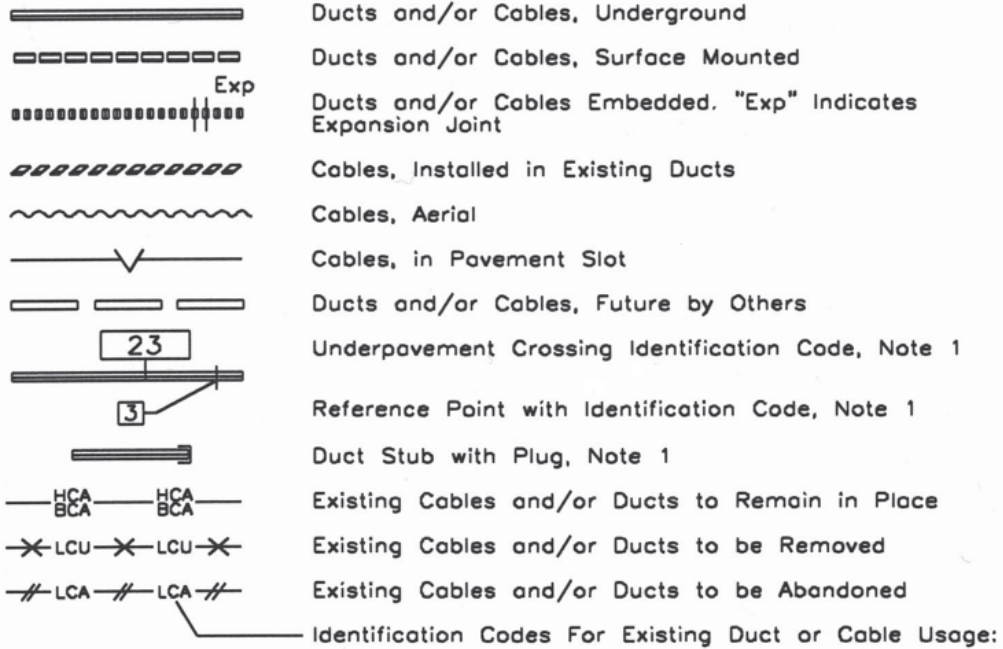 Ducts and/or Cables, Underground
Ducts and/or Cables, Surface Mounted
Exp
Ducts and/or Cables Embedded. "Exp" Indicates
Expansion Joint
Cables, Installed in Existing Ducts
Cables, Aerial
Cables, in Pavement Slot
Ducts and/or Cables, Future by Others
23
Underpavement Crossing Identification Code, Note 1
3
Reference Point with Identification Code, Note 1
Duct Stub with Plug, Note 1
HCA HCA
BCA BCA
Existing Cables and/or Ducts to Remain in Place
LCU LCU
Existing Cables and/or Ducts to be Removed
LCA LCA
Existing Cables and/or Ducts to be Abandoned
Identification Codes For Existing Duct or Cable Usage: